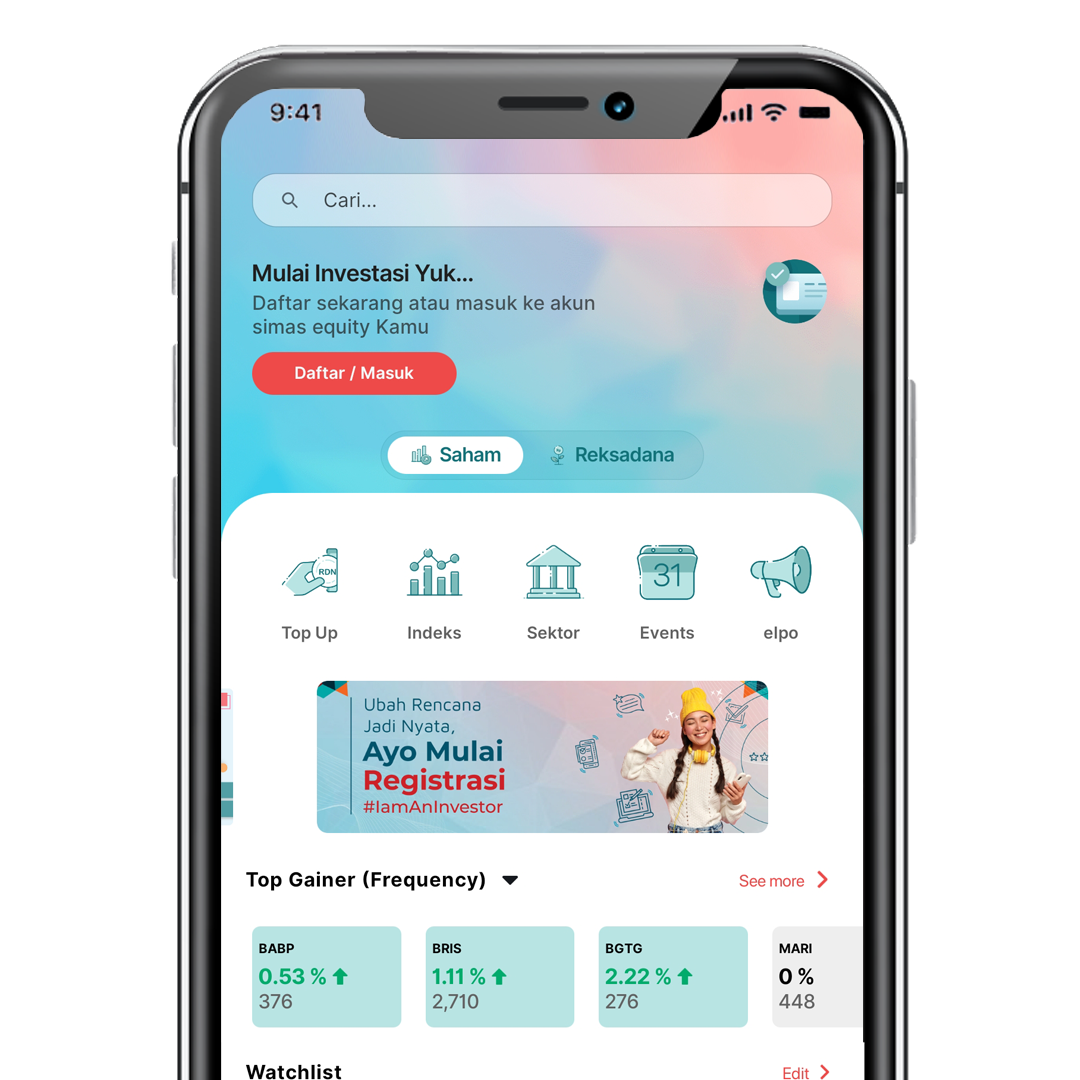 9:41
Cari...
Mulai Investasi Yuk...
Daftar sekarang atau masuk ke akun
simas equity Kamu
Daftar / Masuk
Saham
Reksadana
RDN
31
Top Up
Indeks
Sektor
Events
elpo
Ubah Rencana
Jadi Nyata,
Ayo Mulai
Registrasi
#IamAnInvestor
Top Gainer (Frequency)
See more
BABP
0.53 %
376
BRIS
1.11 %
2,710
BGTG
2.22 %
276
MARI
0 %
448
Watchlist
Edit